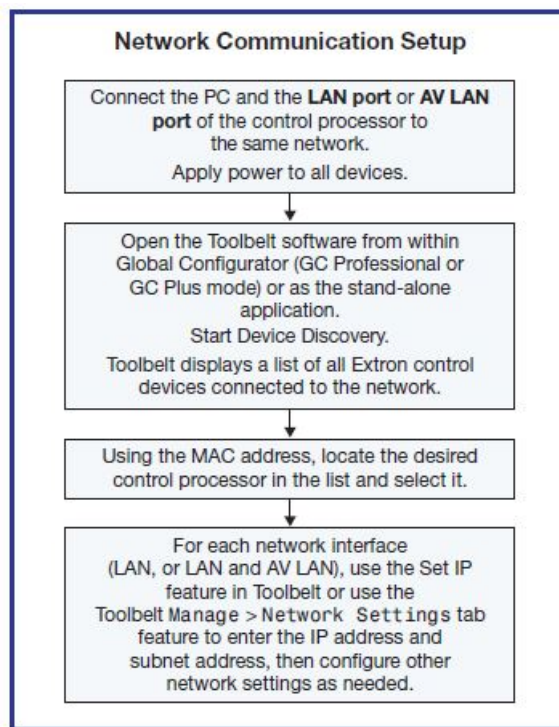 Network Communication Setup
Connect the PC and the LAN port or AV LAN
port of the control processor to
the same network.
Apply power to all devices.
Open the Toolbelt software from within
Global Configurator (GC Professional or
GC Plus mode) or as the stand-alone
application.
Start Device Discovery.
Toolbelt displays a list of all Extron control
devices connected to the network.
Using the MAC address, locate the desired
control processor in the list and select it.
For each network interface
(LAN, or LAN and AV LAN), use the Set IP
feature in Toolbelt or use the
Toolbelt Manage > Network Settings tab
feature to enter the IP address and
subnet address, then configure other
network settings as needed.